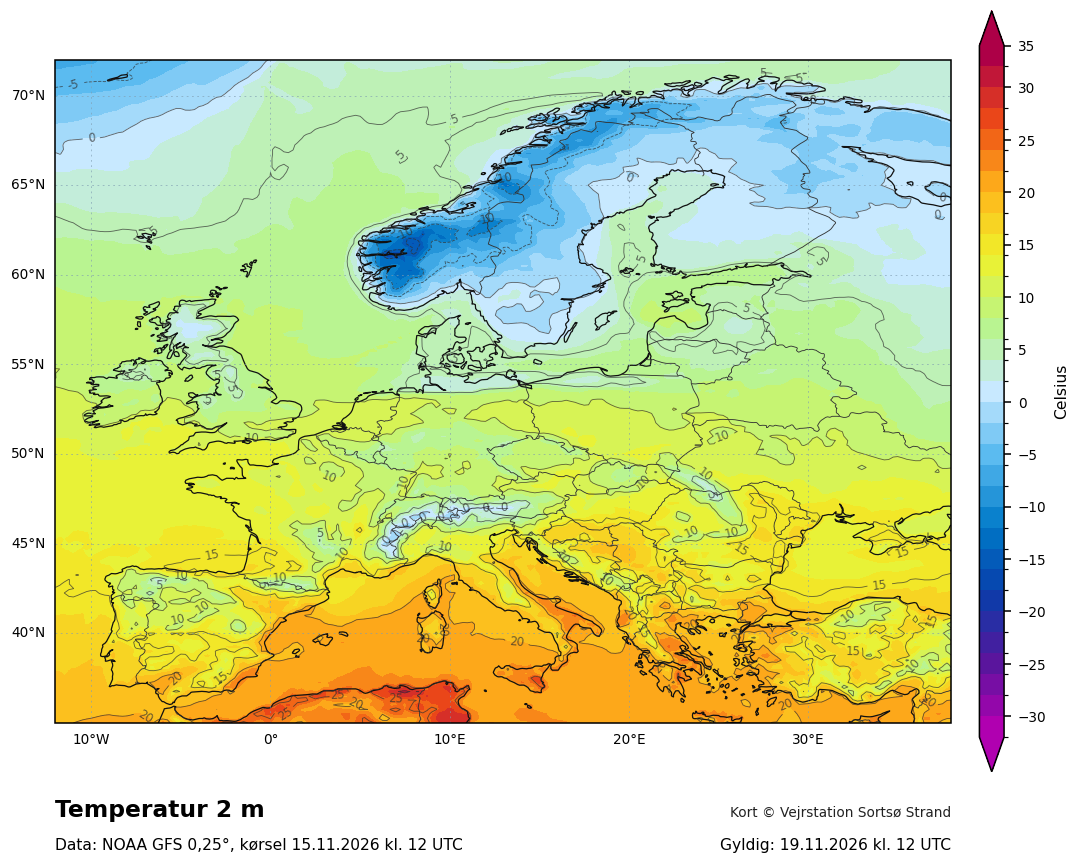 70°N
65°N
60°N
55°N
50°N
45°N
40°N
10°W 0° 10°E 20°E 30°E
35
30
25
20
15
10
5
0
−5
−10
−15
−20
−25
−30
Celsius
Temperatur 2 m
Kort © Vejrstation Sortsø Strand
Data: NOAA GFS 0,25°, kørsel 15.11.2026 kl. 12 UTC
Gyldig: 19.11.2026 kl. 12 UTC